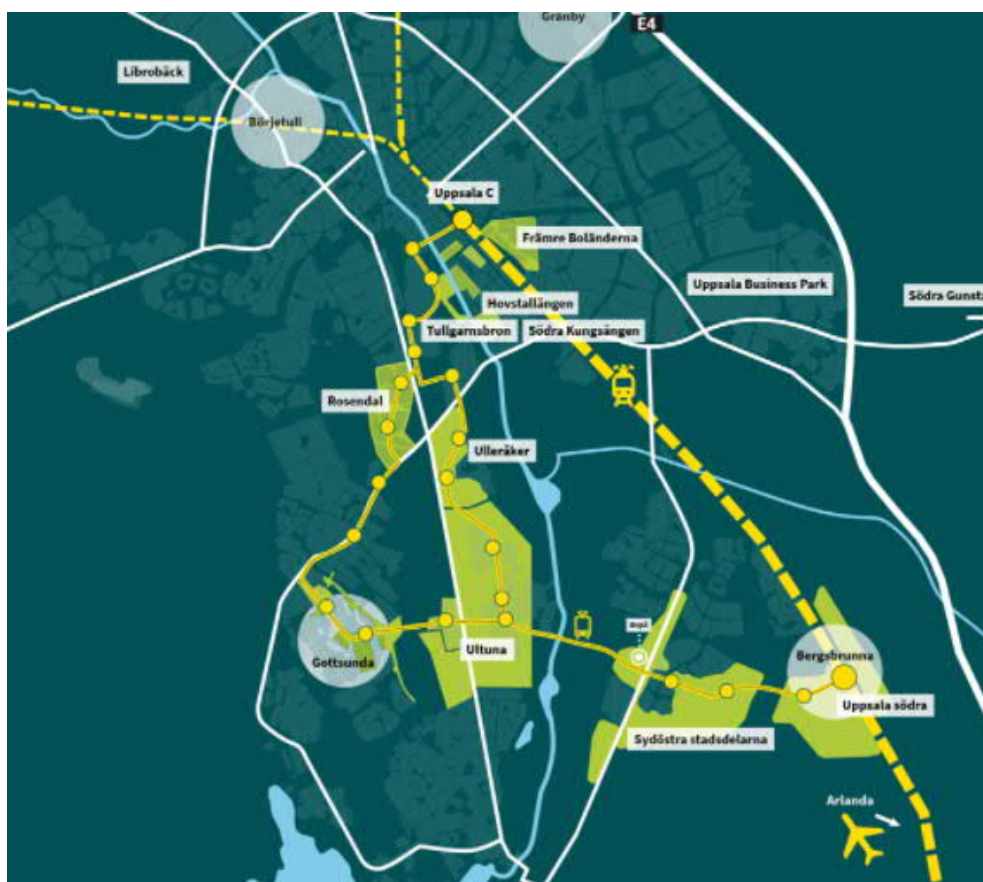 Gränby
E4
Librobäck
Börjetull
Uppsala C
Främre Boländerna
Uppsala Business Park
Södra Gunsta
Hovstallängen
Tullgarnsbron
Södra Kungsängen
Rosendal
Ulleråker
Gottsunda
Ultuna
Bergsbrunna
Uppsala södra
Sydöstra stadsdelarna
Arlanda